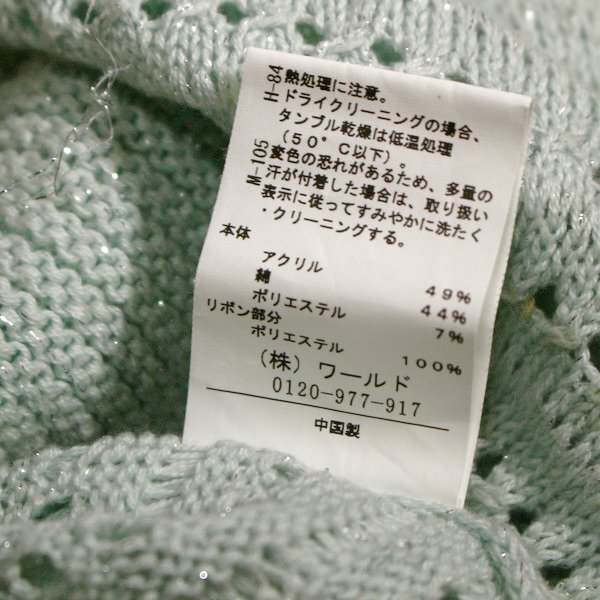 H-84 熱処理に注意。
・ドライクリーニングの場合、
タンブル乾燥は低温処理
(50°C以下)。
M-105 変色の恐れがあるため、多量の
汗が付着した場合は、取り扱い
表示に従ってすみやかに洗たく
・クリーニングする。
本体
アクリル 49%
綿 44%
ポリエステル 7%
リボン部分
ポリエステル 100%
(株)ワールド
0120-977-917
中国製